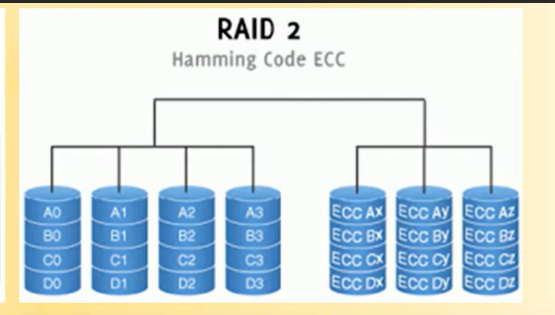 RAID 2
Hamming Code ECC
A0 A1 A2 A3 ECC Ax ECC Ay ECC Az
B0 B1 B2 B3 ECC Bx ECC By ECC Bz
C0 C1 C2 C3 ECC Cx ECC Cy ECC Cz
D0 D1 D2 D3 ECC Dx ECC Dy ECC Dz